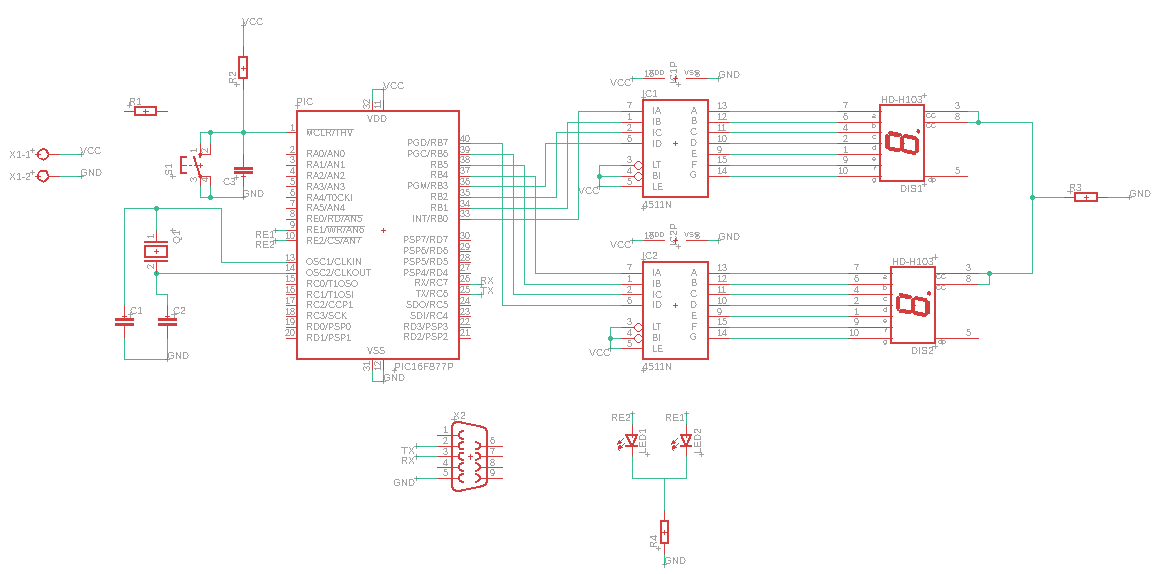 VCC
R2
R1
PIC
VCC
32
11
VDD
X1-1
VCC
X1-2
GND
S1
1
2
3
4
C3
GND
1 MCLR/THV
2 RA0/AN0
3 RA1/AN1
4 RA2/AN2
5 RA3/AN3
6 RA4/T0CKI
7 RA5/AN4
8 RE0/RD/AN5
RE1 9 RE1/WR/AN6
RE2 10 RE2/CS/AN7
13 OSC1/CLKIN
14 OSC2/CLKOUT
15 RC0/T1OSO
16 RC1/T1OSI
17 RC2/CCP1
18 RC3/SCK
19 RD0/PSP0
20 RD1/PSP1
PGD/RB7 40
PGC/RB6 39
RB5 38
RB4 37
PGM/RB3 36
RB2 35
RB1 34
INT/RB0 33
PSP7/RD7 30
PSP6/RD6 29
PSP5/RD5 28
PSP4/RD4 27
RX/RC7 26 RX
TX/RC6 25 TX
SDO/RC5 24
SDI/RC4 23
RD3/PSP3 22
RD2/PSP2 21
VSS
31
12
GND
PIC16F877P
Q1
1
2
C1
C2
GND
VCC 16 VDD IC1P VSS 8 GND
IC1
7 IA A 13
1 IB B 12
2 IC C 11
6 ID D 10
E 9
3 LT F 15
4 BI G 14
5 LE
VCC
4511N
HD-H103
7 a 3 CC
6 b 8 CC
4 c
2 d
1 e
9 f
10 g 5 dp
DIS1
VCC 16 VDD IC2P VSS 8 GND
IC2
7 IA A 13
1 IB B 12
2 IC C 11
6 ID D 10
E 9
3 LT F 15
4 BI G 14
5 LE
VCC
4511N
HD-H103
7 a 3 CC
6 b 8 CC
4 c
2 d
1 e
9 f
10 g 5 dp
DIS2
R3
GND
X2
1
TX 2 6
RX 3 7
4 8
GND 5 9
RE2
RE1
LED1
LED2
R4
GND